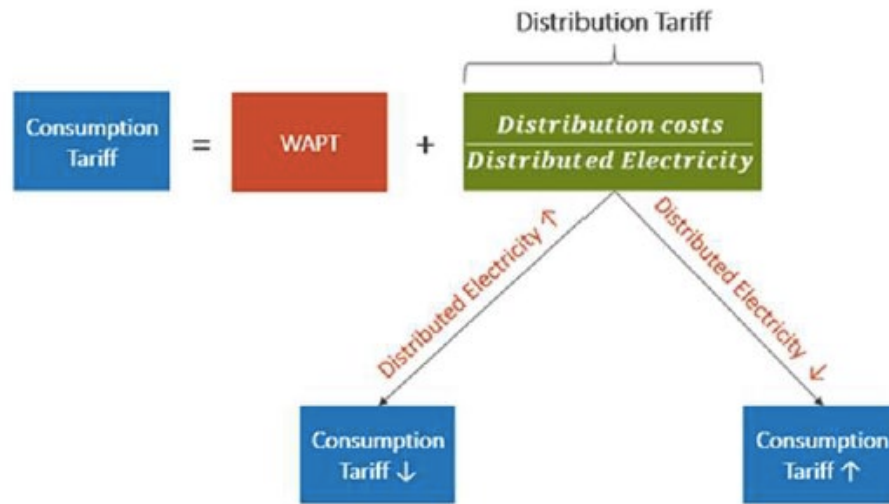 Distribution Tariff
Consumption
Tariff
=
WAPT
+
Distribution costs
Distributed Electricity
Distributed Electricity ↑
Distributed Electricity ↓
Consumption
Tariff ↓
Consumption
Tariff ↑